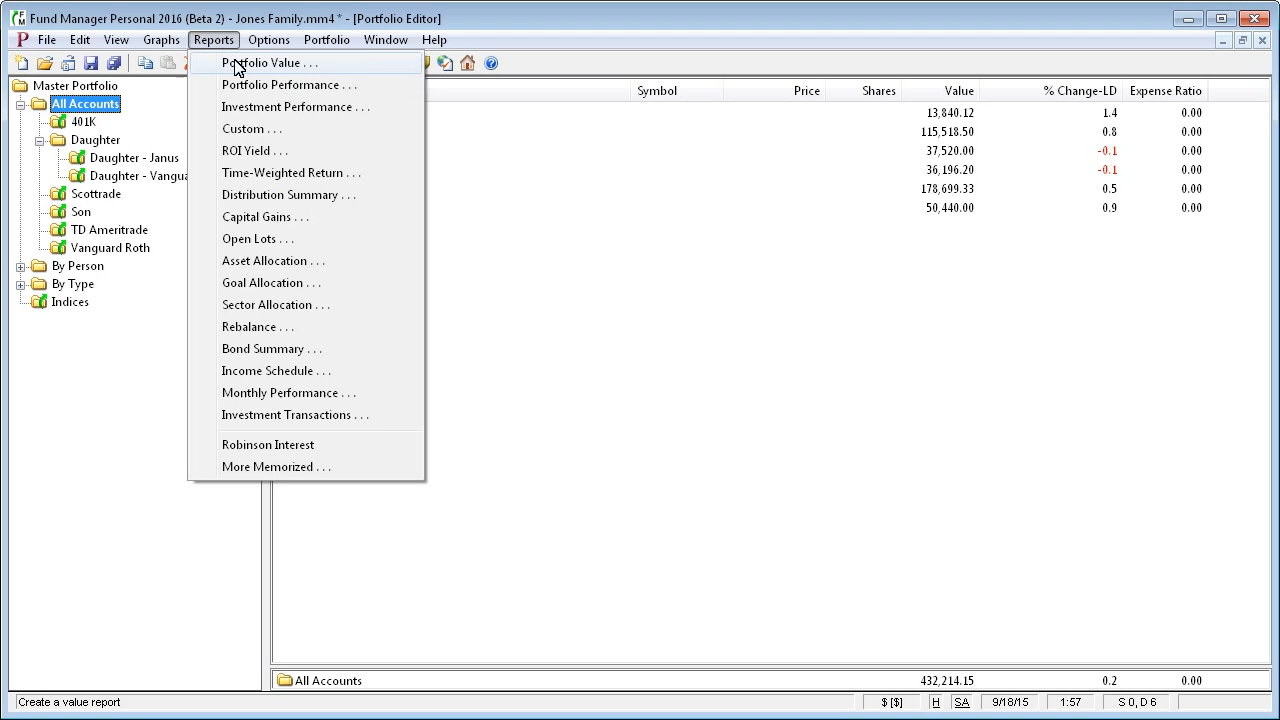 Fund Manager Personal 2016 (Beta 2) - Jones Family.mm4 * - [Portfolio Editor]
P File Edit View Graphs Reports Options Portfolio Window Help
Master Portfolio
All Accounts
401K
Daughter
Daughter - Janus
Daughter - Vangua
Scottrade
Son
TD Ameritrade
Vanguard Roth
By Person
By Type
Indices
Portfolio Value . . .
Portfolio Performance . . .
Investment Performance . . .
Custom . . .
ROI Yield . . .
Time-Weighted Return . . .
Distribution Summary . . .
Capital Gains . . .
Open Lots . . .
Asset Allocation . . .
Goal Allocation . . .
Sector Allocation . . .
Rebalance . . .
Bond Summary . . .
Income Schedule . . .
Monthly Performance . . .
Investment Transactions . . .
Robinson Interest
More Memorized . . .
Symbol Price Shares Value % Change-LD Expense Ratio
13,840.12 1.4 0.00
115,518.50 0.8 0.00
37,520.00 -0.1 0.00
36,196.20 -0.1 0.00
178,699.33 0.5 0.00
50,440.00 0.9 0.00
All Accounts 432,214.15 0.2 0.00
Create a value report $ [$] H SA 9/18/15 1:57 S 0, D 6